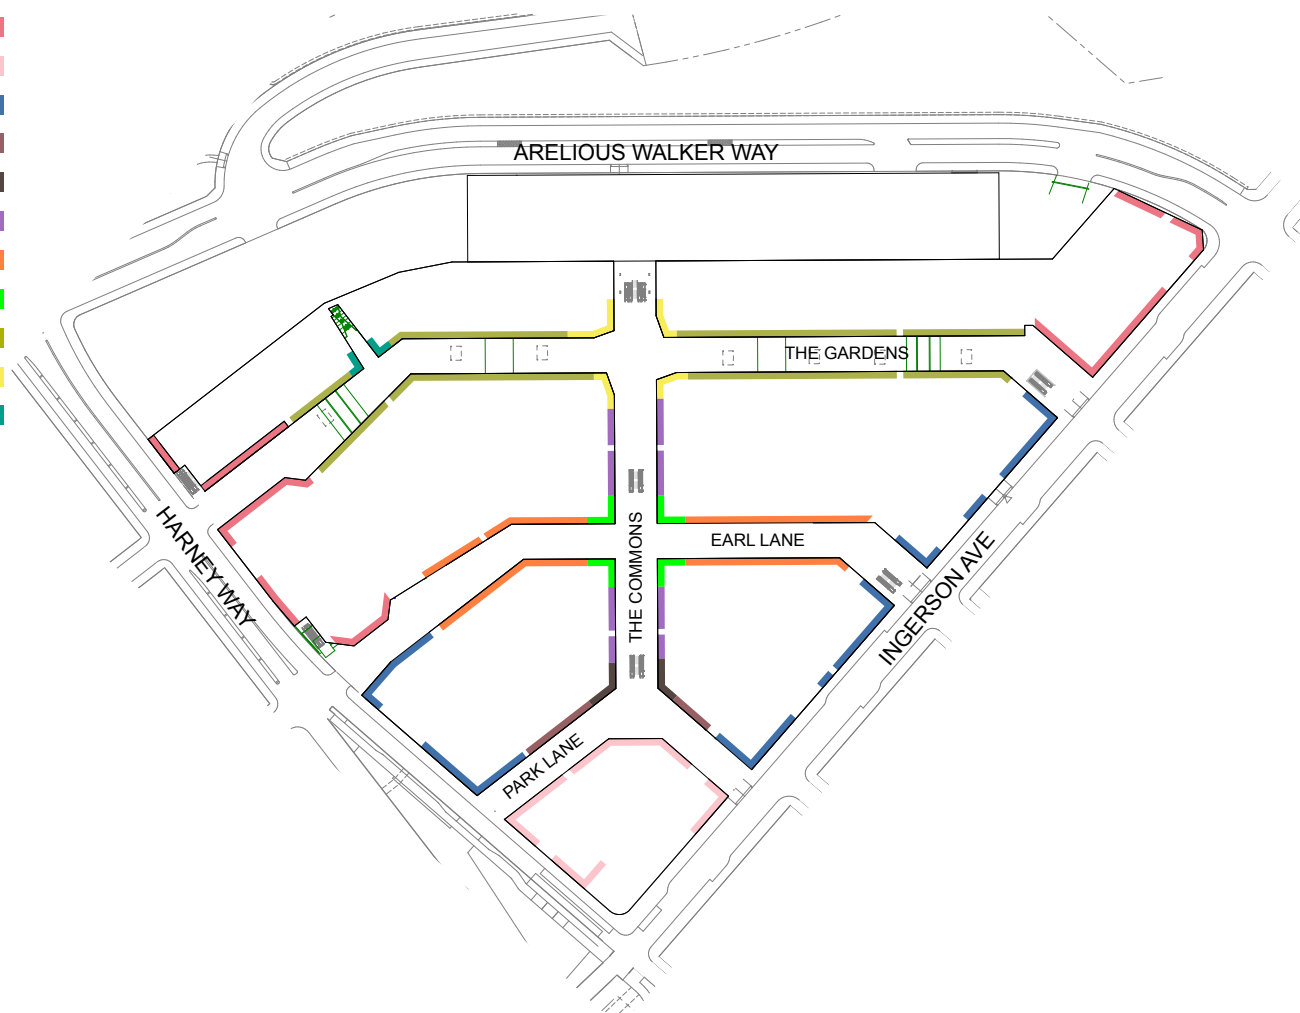 ARELIOUS WALKER WAY
THE GARDENS
HARNEY WAY
THE COMMONS
EARL LANE
INGERSON AVE
PARK LANE